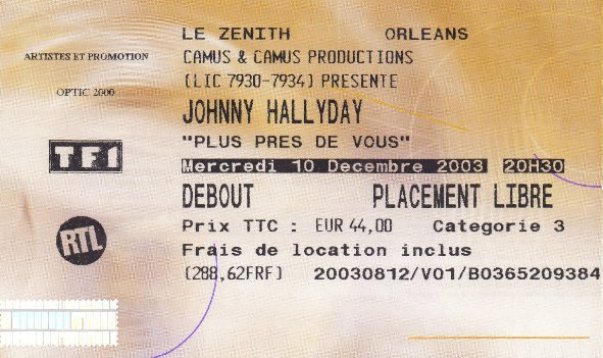 LE ZENITH ORLEANS
ARTISTES ET PROMOTION
CAMUS & CAMUS PRODUCTIONS
(LIC 7930-7934) PRESENTE
OPTIC 2000
JOHNNY HALLYDAY
"PLUS PRES DE VOUS"
TF1
Mercredi 10 Decembre 2003 20H30
DEBOUT PLACEMENT LIBRE
Prix TTC : EUR 44,00 Categorie 3
RTL
Frais de location inclus
(288,62FRF) 20030812/V01/B0365209384